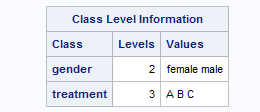 Class Level Information
Class Levels Values
gender 2 female male
treatment 3 A B C